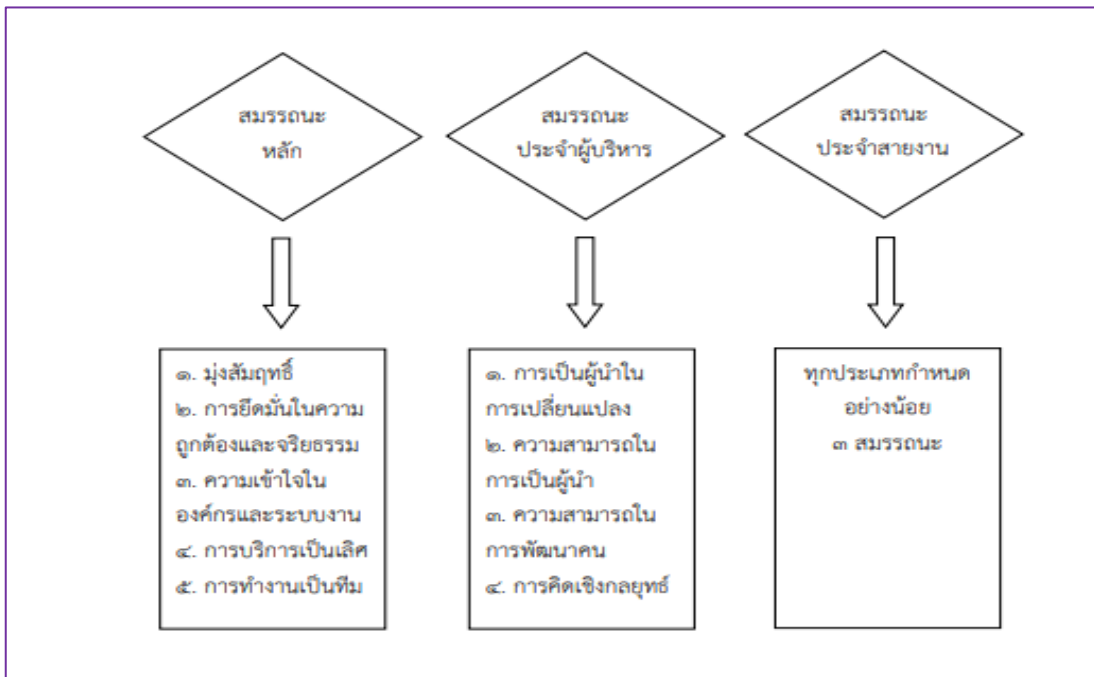 สมรรถนะ
หลัก
สมรรถนะ
ประจำผู้บริหาร
สมรรถนะ
ประจำสายงาน
๑. มุ่งสัมฤทธิ์
๒. การยึดมั่นในความ
ถูกต้องและจริยธรรม
๓. ความเข้าใจใน
องค์กรและระบบงาน
๔. การบริการเป็นเลิศ
๕. การทำงานเป็นทีม
๑. การเป็นผู้นำใน
การเปลี่ยนแปลง
๒. ความสามารถใน
การเป็นผู้นำ
๓. ความสามารถใน
การพัฒนาคน
๔. การคิดเชิงกลยุทธ์
ทุกประเภทกำหนด
อย่างน้อย
๓ สมรรถนะ